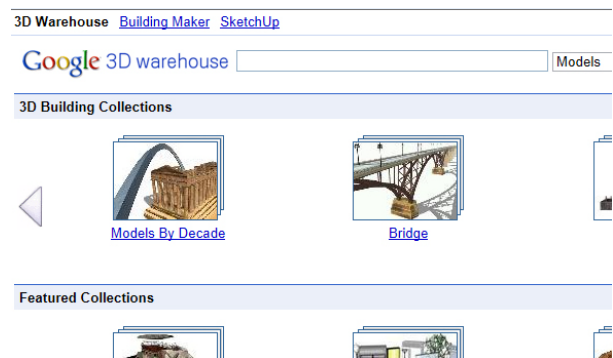 3D Warehouse Building Maker SketchUp
Google 3D warehouse Models
3D Building Collections
Models By Decade Bridge
Featured Collections